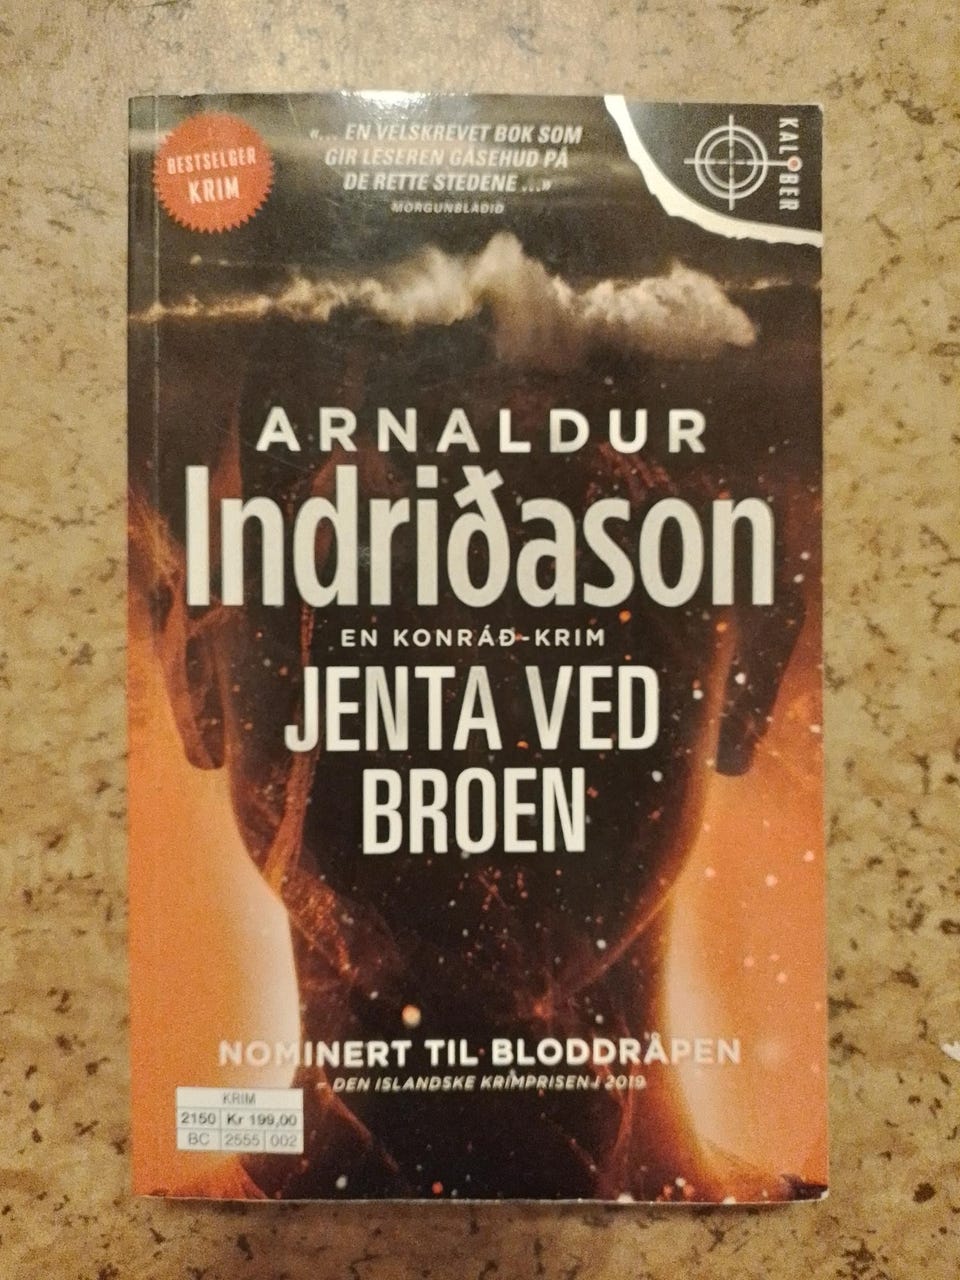 BESTSELGER
KRIM
«... EN VELSKREVET BOK SOM
GIR LESEREN GÅSEHUD PÅ
DE RETTE STEDENE ...»
MORGUNBLAÐIÐ
KALIBER
ARNALDUR
Indriðason
EN KONRÁÐ-KRIM
JENTA VED
BROEN
NOMINERT TIL BLODDRÅPEN
– DEN ISLANDSKE KRIMPRISEN I 2019
KRIM
2150 Kr 199,00
BC 2555 002